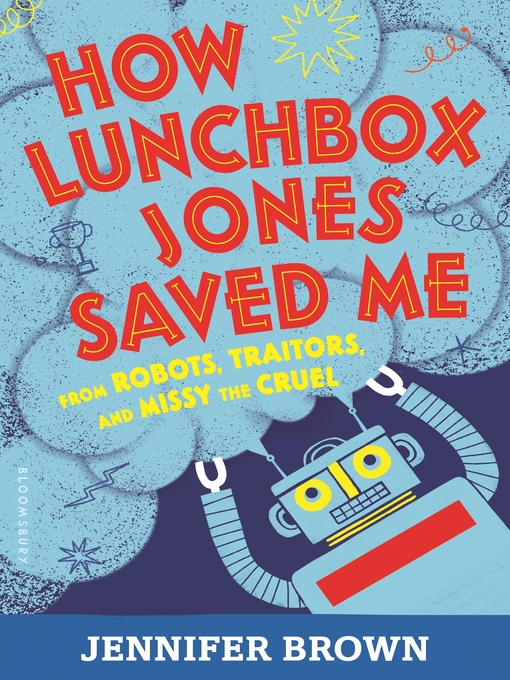 HOW
LUNCHBOX
JONES
SAVED ME
FROM ROBOTS, TRAITORS,
AND MISSY THE CRUEL
BLOOMSBURY
JENNIFER BROWN